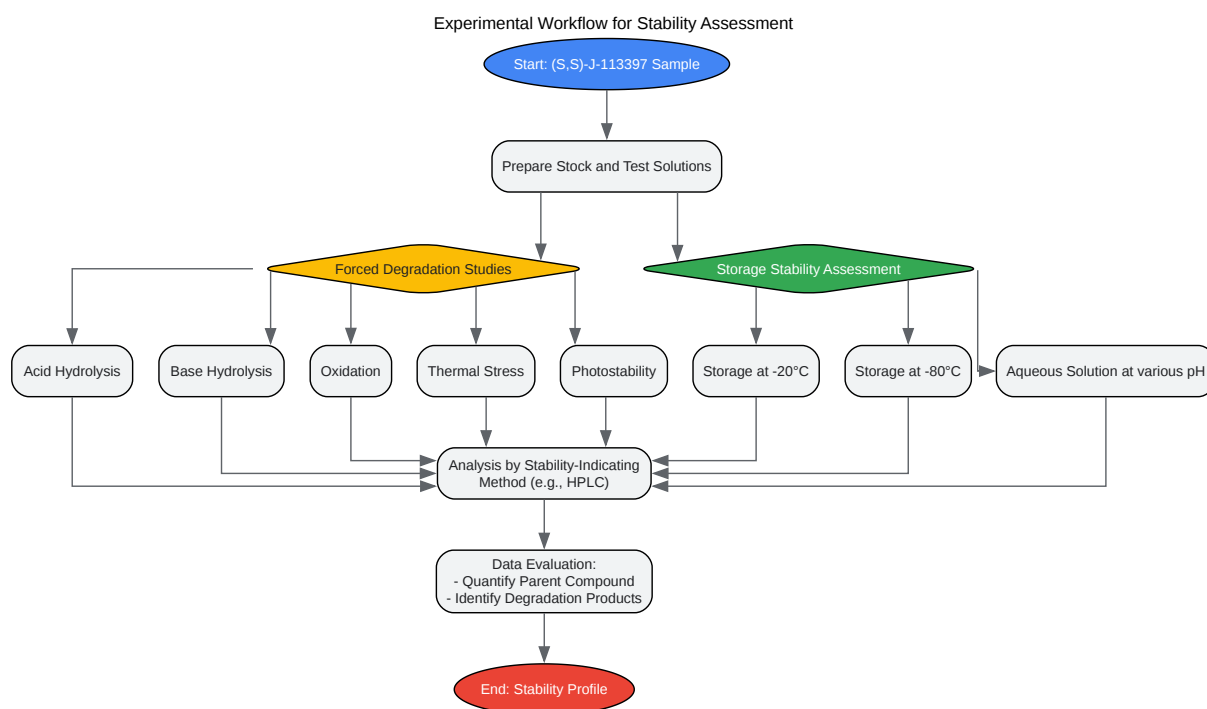 Experimental Workflow for Stability Assessment
Start: (S,S)-J-113397 Sample
Prepare Stock and Test Solutions
Forced Degradation Studies
Storage Stability Assessment
Acid Hydrolysis
Base Hydrolysis
Oxidation
Thermal Stress
Photostability
Storage at -20°C
Storage at -80°C
Aqueous Solution at various pH
Analysis by Stability-Indicating
Method (e.g., HPLC)
Data Evaluation:
- Quantify Parent Compound
- Identify Degradation Products
End: Stability Profile